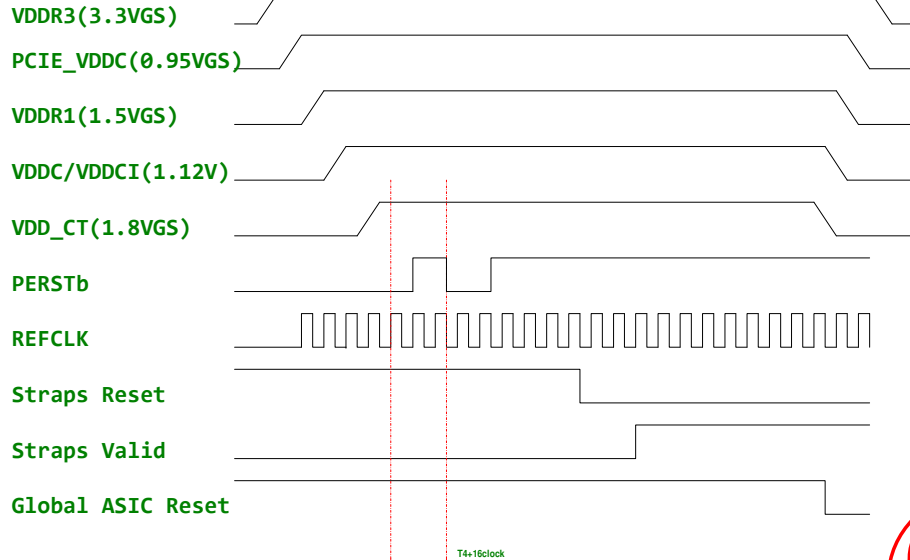 VDDR3(3.3VGS)
PCIE_VDDC(0.95VGS)
VDDR1(1.5VGS)
VDDC/VDDCI(1.12V)
VDD_CT(1.8VGS)
PERSTb
REFCLK
Straps Reset
Straps Valid
Global ASIC Reset
T4+16clock